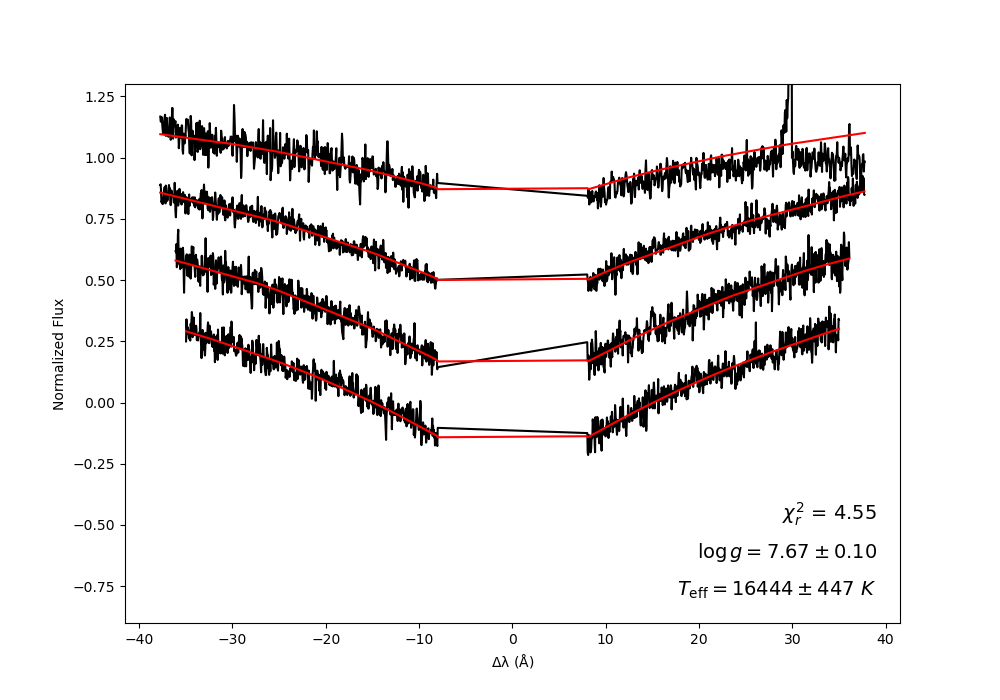 1.25
1.00
0.75
0.50
0.25
0.00
−0.25
−0.50
−0.75
Normalized Flux
χ²ᵣ = 4.55
log g = 7.67 ± 0.10
T_eff = 16444 ± 447 K
−40 −30 −20 −10 0 10 20 30 40
Δλ (Å)